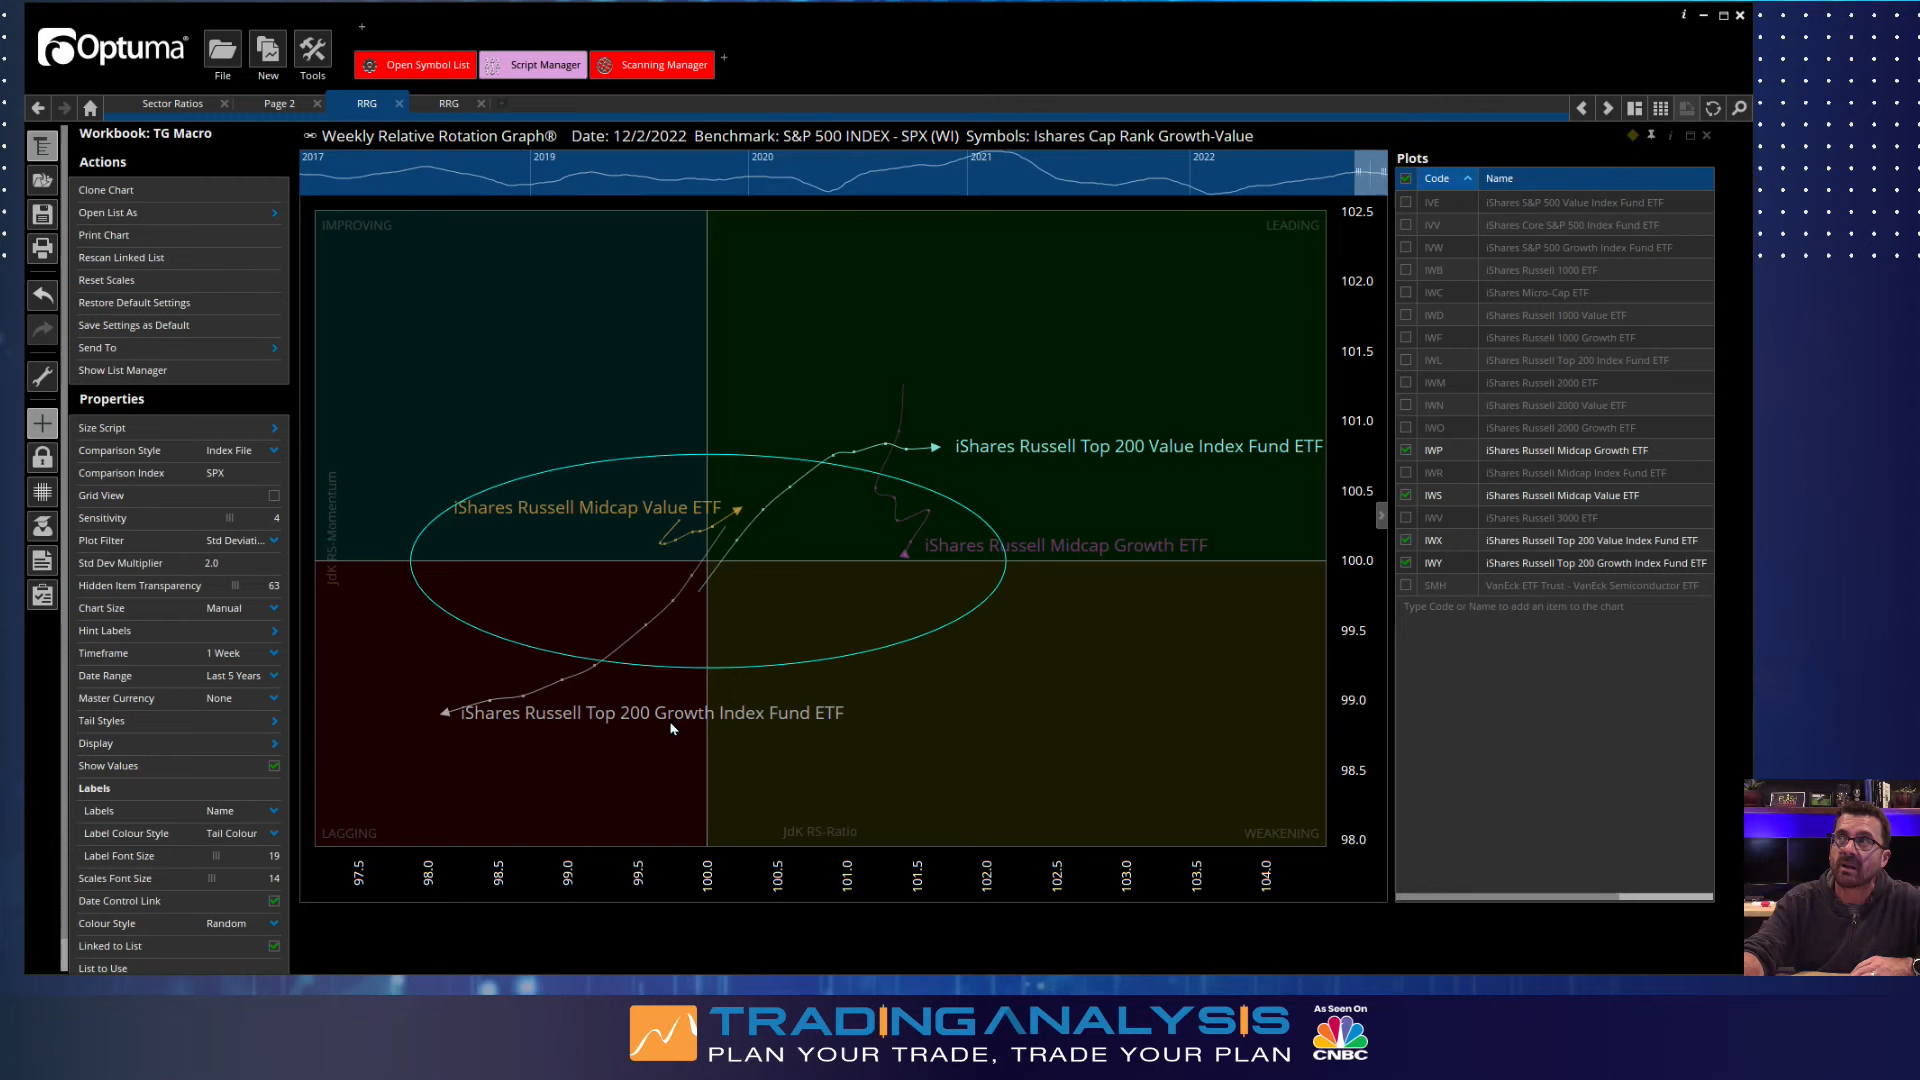 Optuma®
File
New
Tools
Open Symbol List
Script Manager
Scanning Manager
Sector Ratios
Page 2
RRG
RRG
Workbook: TG Macro
Actions
Clone Chart
Open List As
Print Chart
Rescan Linked List
Reset Scales
Restore Default Settings
Save Settings as Default
Send To
Show List Manager
Properties
Size Script
Comparison Style Index File
Comparison Index SPX
Grid View
Sensitivity 4
Plot Filter Std Deviati...
Std Dev Multiplier 2.0
Hidden Item Transparency 63
Chart Size Manual
Hint Labels
Timeframe 1 Week
Date Range Last 5 Years
Master Currency None
Tail Styles
Display
Show Values
Labels
Labels Name
Label Colour Style Tail Colour
Label Font Size 19
Scales Font Size 14
Date Control Link
Colour Style Random
Linked to List
List to Use
Weekly Relative Rotation Graph® Date: 12/2/2022 Benchmark: S&P 500 INDEX - SPX (WI) Symbols: Ishares Cap Rank Growth-Value
2017 2019 2020 2021 2022
IMPROVING
LEADING
iShares Russell Top 200 Value Index Fund ETF
iShares Russell Midcap Value ETF
iShares Russell Midcap Growth ETF
iShares Russell Top 200 Growth Index Fund ETF
JdK RS-Momentum
LAGGING
JdK RS-Ratio
WEAKENING
102.5
102.0
101.5
101.0
100.5
100.0
99.5
99.0
98.5
98.0
97.5 98.0 98.5 99.0 99.5 100.0 100.5 101.0 101.5 102.0 102.5 103.0 103.5 104.0
Plots
Code Name
IVE iShares S&P 500 Value Index Fund ETF
IVV iShares Core S&P 500 Index Fund ETF
IVW iShares S&P 500 Growth Index Fund ETF
IWB iShares Russell 1000 ETF
IWC iShares Micro-Cap ETF
IWD iShares Russell 1000 Value ETF
IWF iShares Russell 1000 Growth ETF
IWL iShares Russell Top 200 Index Fund ETF
IWM iShares Russell 2000 ETF
IWN iShares Russell 2000 Value ETF
IWO iShares Russell 2000 Growth ETF
IWP iShares Russell Midcap Growth ETF
IWR iShares Russell Midcap Index Fund ETF
IWS iShares Russell Midcap Value ETF
IWV iShares Russell 3000 ETF
IWX iShares Russell Top 200 Value Index Fund ETF
IWY iShares Russell Top 200 Growth Index Fund ETF
SMH VanEck ETF Trust - VanEck Semiconductor ETF
Type Code or Name to add an item to the chart
TRADING ANALYSIS
PLAN YOUR TRADE, TRADE YOUR PLAN
As Seen On
CNBC